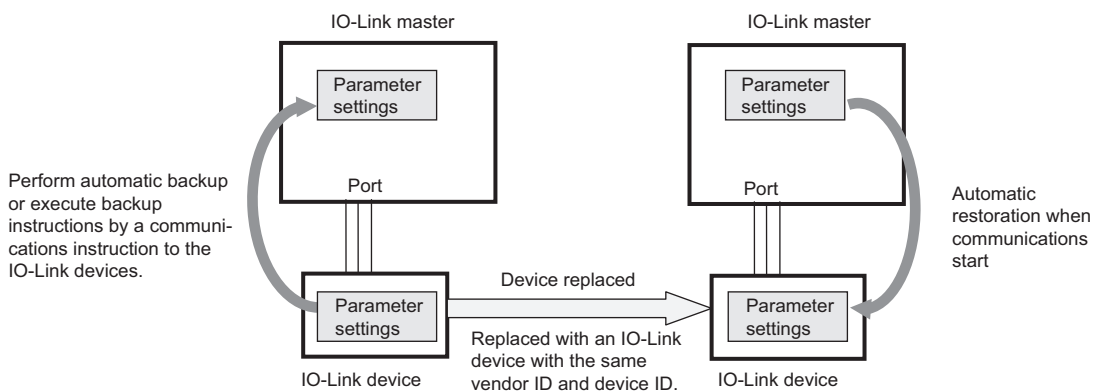 IO-Link master
Parameter
settings
Perform automatic backup
or execute backup
instructions by a communi-
cations instruction to the
IO-Link devices.
Port
Parameter
settings
IO-Link device
Device replaced
Replaced with an IO-Link
device with the same
vendor ID and device ID.
IO-Link master
Parameter
settings
Port
Automatic
restoration when
communications
start
Parameter
settings
IO-Link device